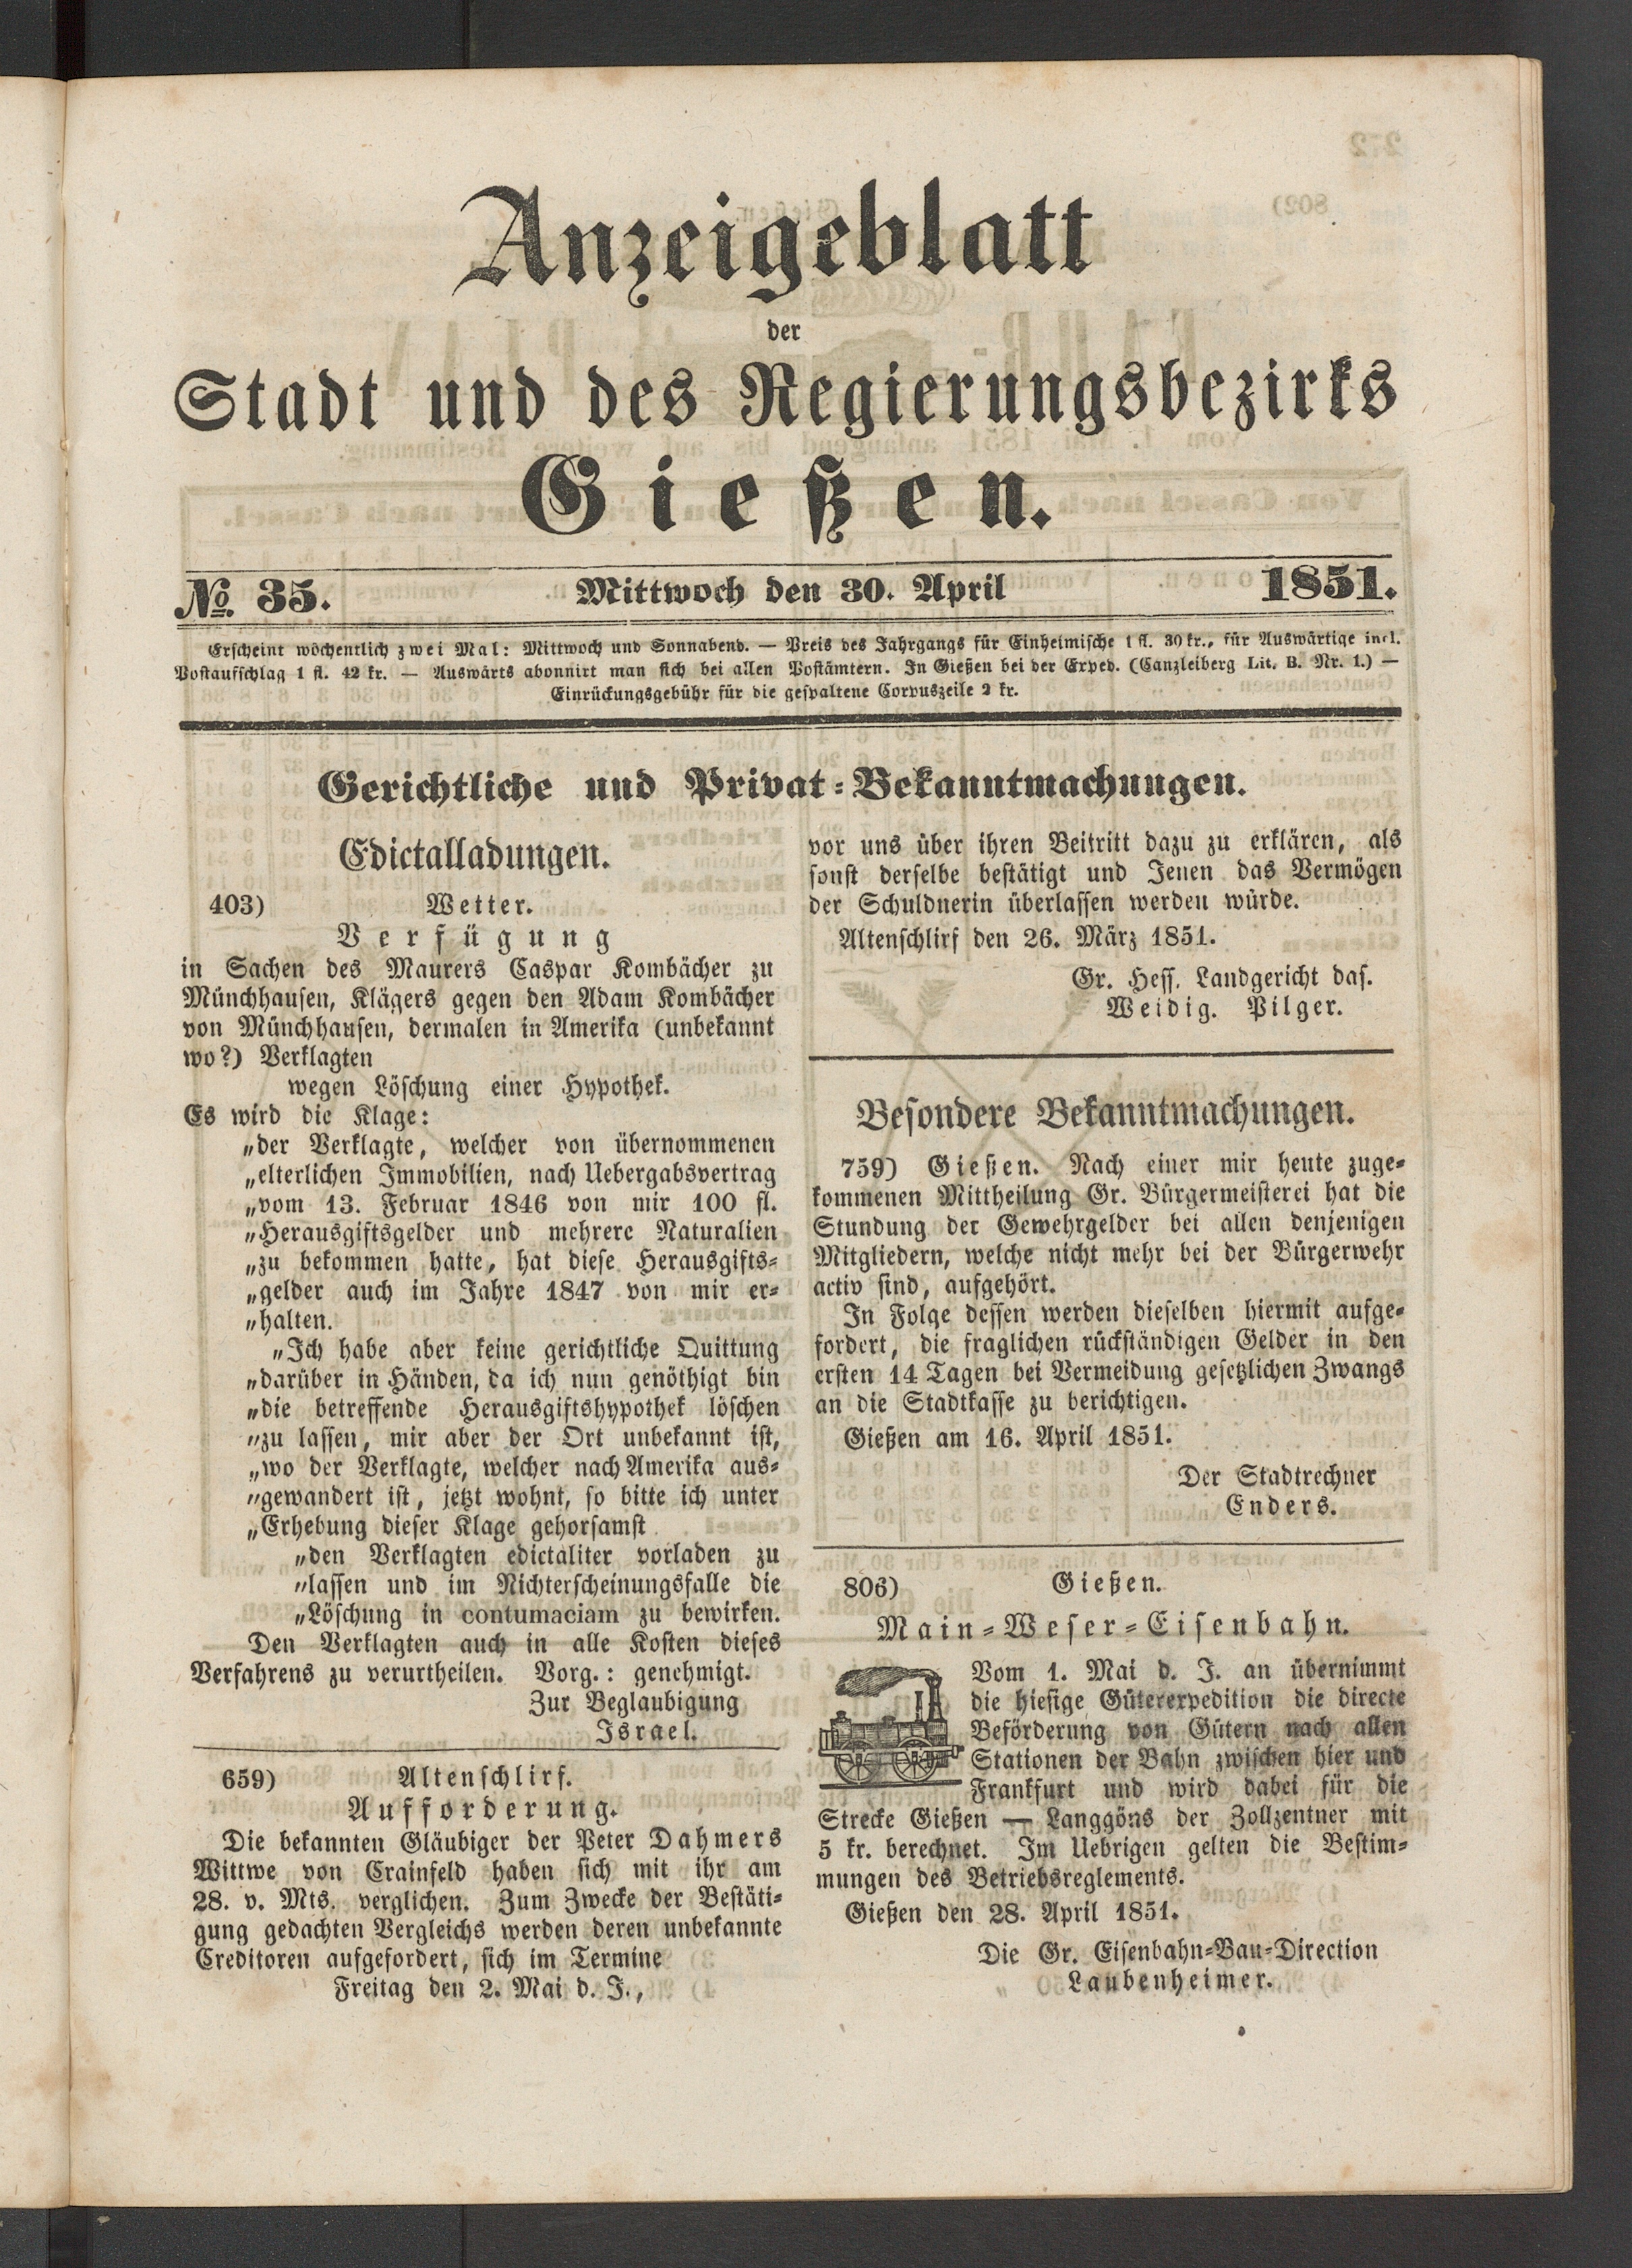 Anzeigeblatt
der
Stadt und des Regierungsbezirks
Gießen.
No. 35. Mittwoch den 30. April 1851.
Erscheint wöchentlich zwei Mal: Mittwoch und Sonnabend. — Preis des Jahrgangs für Einheimische 1 fl. 30 kr., für Auswärtige incl.
Postaufschlag 1 fl. 42 kr. — Auswärts abonnirt man sich bei allen Postämtern. In Gießen bei der Exped. (Canzleiberg Lit. B. Nr. 1.) —
Einrückungsgebühr für die gespaltene Corpuszeile 2 kr.
Gerichtliche und Privat-Bekanntmachungen.
Edictalladungen.
403) Wetter.
Verfügung
in Sachen des Maurers Caspar Kombächer zu
Münchhausen, Klägers gegen den Adam Kombächer
von Münchhausen, dermalen in Amerika (unbekannt
wo?) Verklagten
wegen Löschung einer Hypothek.
Es wird die Klage:
„der Verklagte, welcher von übernommenen
„elterlichen Immobilien, nach Uebergabsvertrag
„vom 13. Februar 1846 von mir 100 fl.
„Herausgiftsgelder und mehrere Naturalien
„zu bekommen hatte, hat diese Herausgifts-
„gelder auch im Jahre 1847 von mir er-
„halten.
„Ich habe aber keine gerichtliche Quittung
„darüber in Händen, da ich nun genöthigt bin
„die betreffende Herausgiftshypothek löschen
„zu lassen, mir aber der Ort unbekannt ist,
„wo der Verklagte, welcher nach Amerika aus-
„gewandert ist, jetzt wohnt, so bitte ich unter
„Erhebung dieser Klage gehorsamst
„den Verklagten edictaliter vorladen zu
„lassen und im Nichterscheinungsfalle die
„Löschung in contumaciam zu bewirken.
Den Verklagten auch in alle Kosten dieses
Verfahrens zu verurtheilen. Vorg.: genehmigt.
Zur Beglaubigung
Israel.
659) Altenschlirf.
Aufforderung.
Die bekannten Gläubiger der Peter Dahmers
Wittwe von Crainfeld haben sich mit ihr am
28. v. Mts. verglichen. Zum Zwecke der Bestäti-
gung gedachten Vergleichs werden deren unbekannte
Creditoren aufgefordert, sich im Termine
Freitag den 2. Mai d. J.,
vor uns über ihren Beitritt dazu zu erklären, als
sonst derselbe bestätigt und Jenen das Vermögen
der Schuldnerin überlassen werden würde.
Altenschlirf den 26. März 1851.
Gr. Hess. Landgericht das.
Weidig. Pilger.
Besondere Bekanntmachungen.
759) Gießen. Nach einer mir heute zuge-
kommenen Mittheilung Gr. Bürgermeisterei hat die
Stundung der Gewehrgelder bei allen denjenigen
Mitgliedern, welche nicht mehr bei der Bürgerwehr
activ sind, aufgehört.
In Folge dessen werden dieselben hiermit aufge-
fordert, die fraglichen rückständigen Gelder in den
ersten 14 Tagen bei Vermeidung gesetzlichen Zwangs
an die Stadtkasse zu berichtigen.
Gießen am 16. April 1851.
Der Stadtrechner
Enders.
806) Gießen.
Main-Weser-Eisenbahn.
Vom 1. Mai d. J. an übernimmt
die hiesige Güterexpedition die directe
Beförderung von Gütern nach allen
Stationen der Bahn zwischen hier und
Frankfurt und wird dabei für die
Strecke Gießen — Langgöns der Zollzentner mit
5 kr. berechnet. Im Uebrigen gelten die Bestim-
mungen des Betriebsreglements.
Gießen den 28. April 1851.
Die Gr. Eisenbahn-Bau-Direction
Laubenheimer.